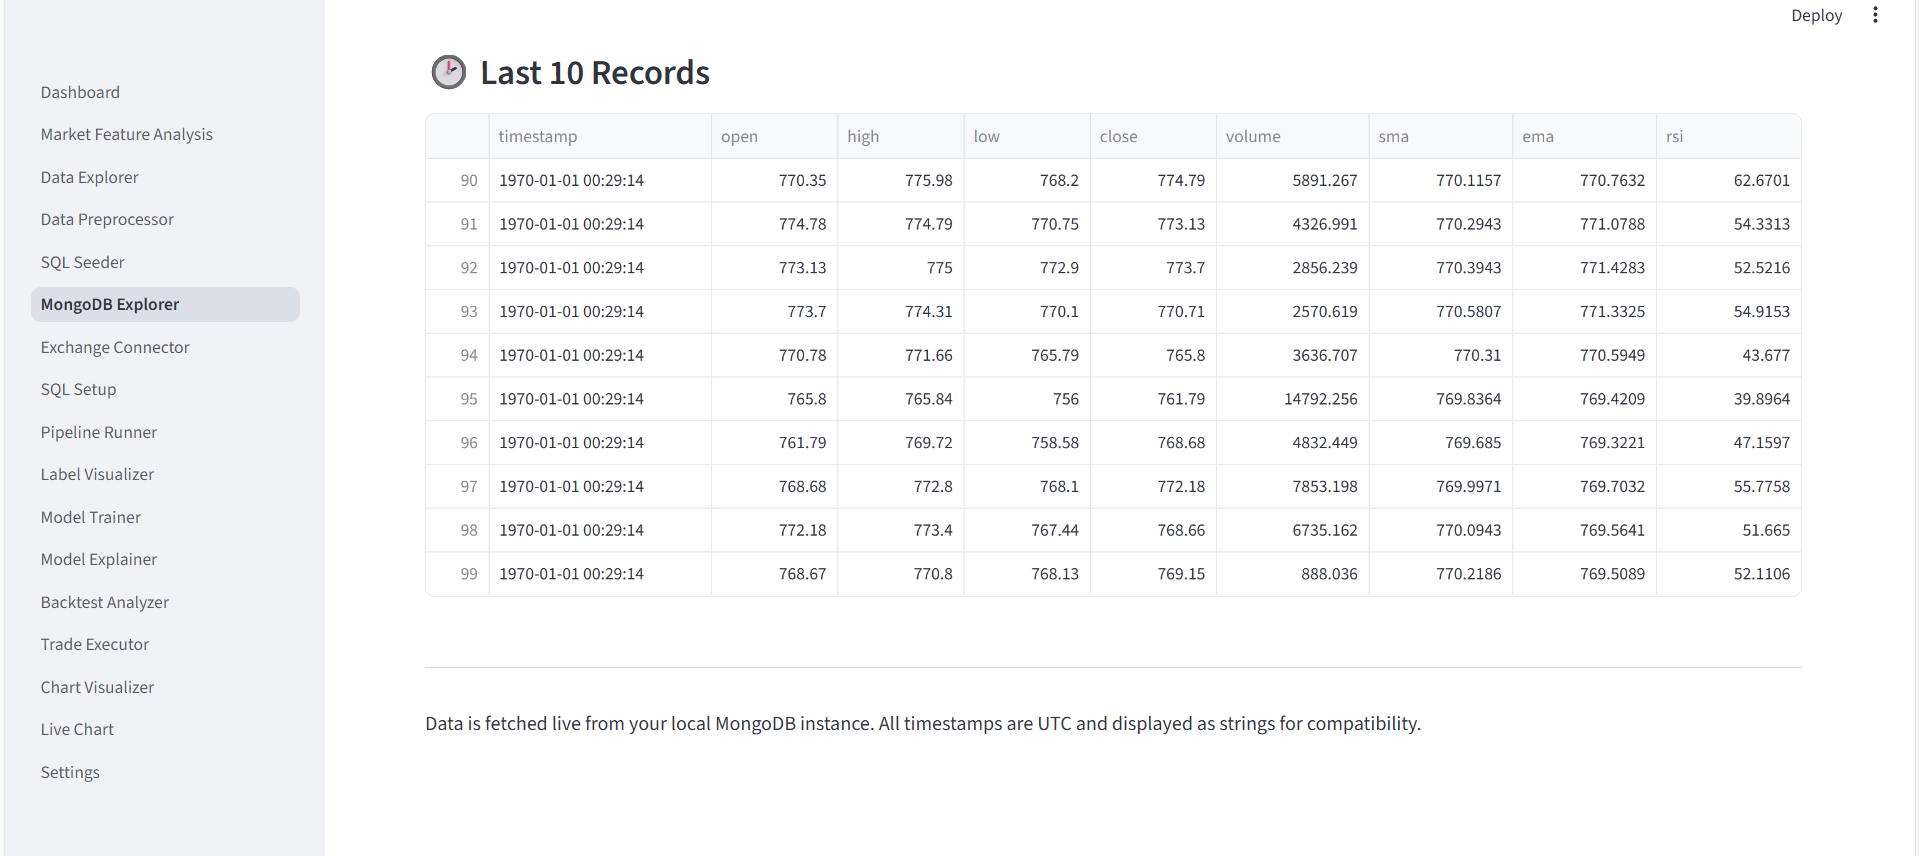 Deploy
Dashboard
Market Feature Analysis
Data Explorer
Data Preprocessor
SQL Seeder
MongoDB Explorer
Exchange Connector
SQL Setup
Pipeline Runner
Label Visualizer
Model Trainer
Model Explainer
Backtest Analyzer
Trade Executor
Chart Visualizer
Live Chart
Settings
Last 10 Records
timestamp open high low close volume sma ema rsi
90 1970-01-01 00:29:14 770.35 775.98 768.2 774.79 5891.267 770.1157 770.7632 62.6701
91 1970-01-01 00:29:14 774.78 774.79 770.75 773.13 4326.991 770.2943 771.0788 54.3313
92 1970-01-01 00:29:14 773.13 775 772.9 773.7 2856.239 770.3943 771.4283 52.5216
93 1970-01-01 00:29:14 773.7 774.31 770.1 770.71 2570.619 770.5807 771.3325 54.9153
94 1970-01-01 00:29:14 770.78 771.66 765.79 765.8 3636.707 770.31 770.5949 43.677
95 1970-01-01 00:29:14 765.8 765.84 756 761.79 14792.256 769.8364 769.4209 39.8964
96 1970-01-01 00:29:14 761.79 769.72 758.58 768.68 4832.449 769.685 769.3221 47.1597
97 1970-01-01 00:29:14 768.68 772.8 768.1 772.18 7853.198 769.9971 769.7032 55.7758
98 1970-01-01 00:29:14 772.18 773.4 767.44 768.66 6735.162 770.0943 769.5641 51.665
99 1970-01-01 00:29:14 768.67 770.8 768.13 769.15 888.036 770.2186 769.5089 52.1106
Data is fetched live from your local MongoDB instance. All timestamps are UTC and displayed as strings for compatibility.